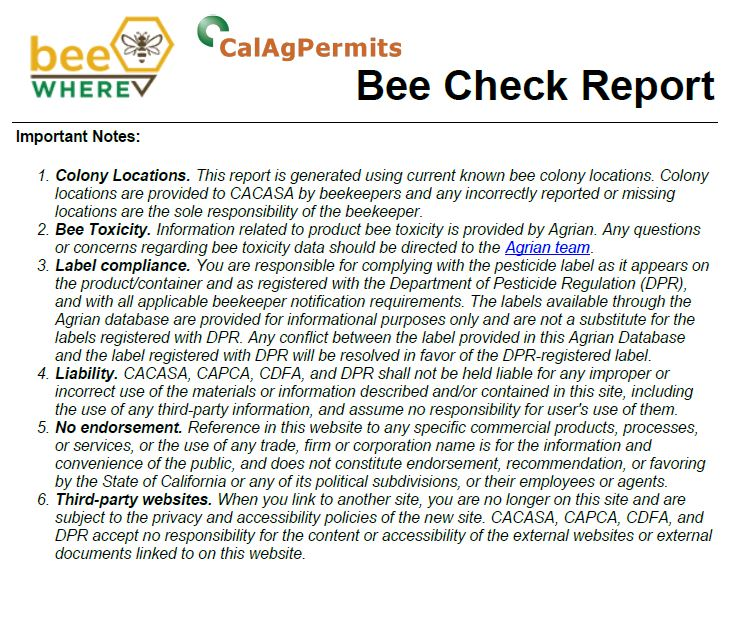 bee
WHERE
CalAgPermits
Bee Check Report
Important Notes:
1. Colony Locations. This report is generated using current known bee colony locations. Colony
locations are provided to CACASA by beekeepers and any incorrectly reported or missing
locations are the sole responsibility of the beekeeper.
2. Bee Toxicity. Information related to product bee toxicity is provided by Agrian. Any questions
or concerns regarding bee toxicity data should be directed to the Agrian team.
3. Label compliance. You are responsible for complying with the pesticide label as it appears on
the product/container and as registered with the Department of Pesticide Regulation (DPR),
and with all applicable beekeeper notification requirements. The labels available through the
Agrian database are provided for informational purposes only and are not a substitute for the
labels registered with DPR. Any conflict between the label provided in this Agrian Database
and the label registered with DPR will be resolved in favor of the DPR-registered label.
4. Liability. CACASA, CAPCA, CDFA, and DPR shall not be held liable for any improper or
incorrect use of the materials or information described and/or contained in this site, including
the use of any third-party information, and assume no responsibility for user's use of them.
5. No endorsement. Reference in this website to any specific commercial products, processes,
or services, or the use of any trade, firm or corporation name is for the information and
convenience of the public, and does not constitute endorsement, recommendation, or favoring
by the State of California or any of its political subdivisions, or their employees or agents.
6. Third-party websites. When you link to another site, you are no longer on this site and are
subject to the privacy and accessibility policies of the new site. CACASA, CAPCA, CDFA, and
DPR accept no responsibility for the content or accessibility of the external websites or external
documents linked to on this website.